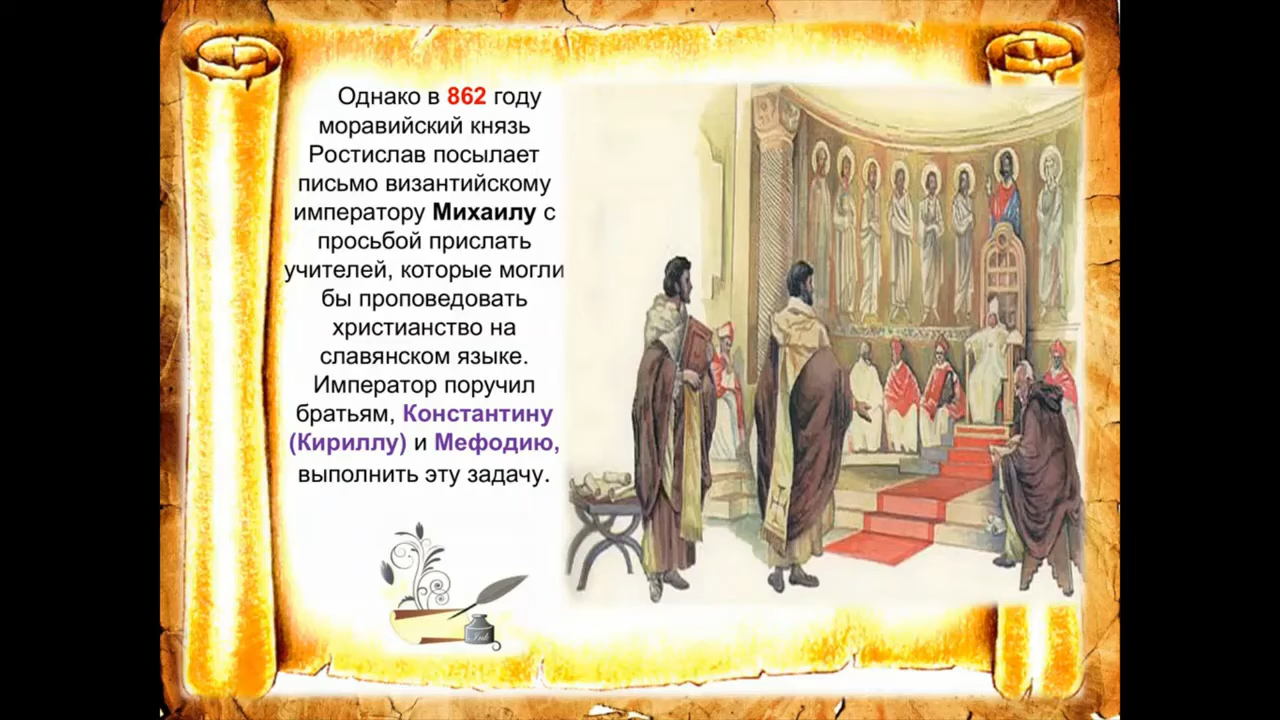 Однако в 862 году
моравийский князь
Ростислав посылает
письмо византийскому
императору Михаилу с
просьбой прислать
учителей, которые могли
бы проповедовать
христианство на
славянском языке.
Император поручил
братьям, Константину
(Кириллу) и Мефодию,
выполнить эту задачу.
Ink